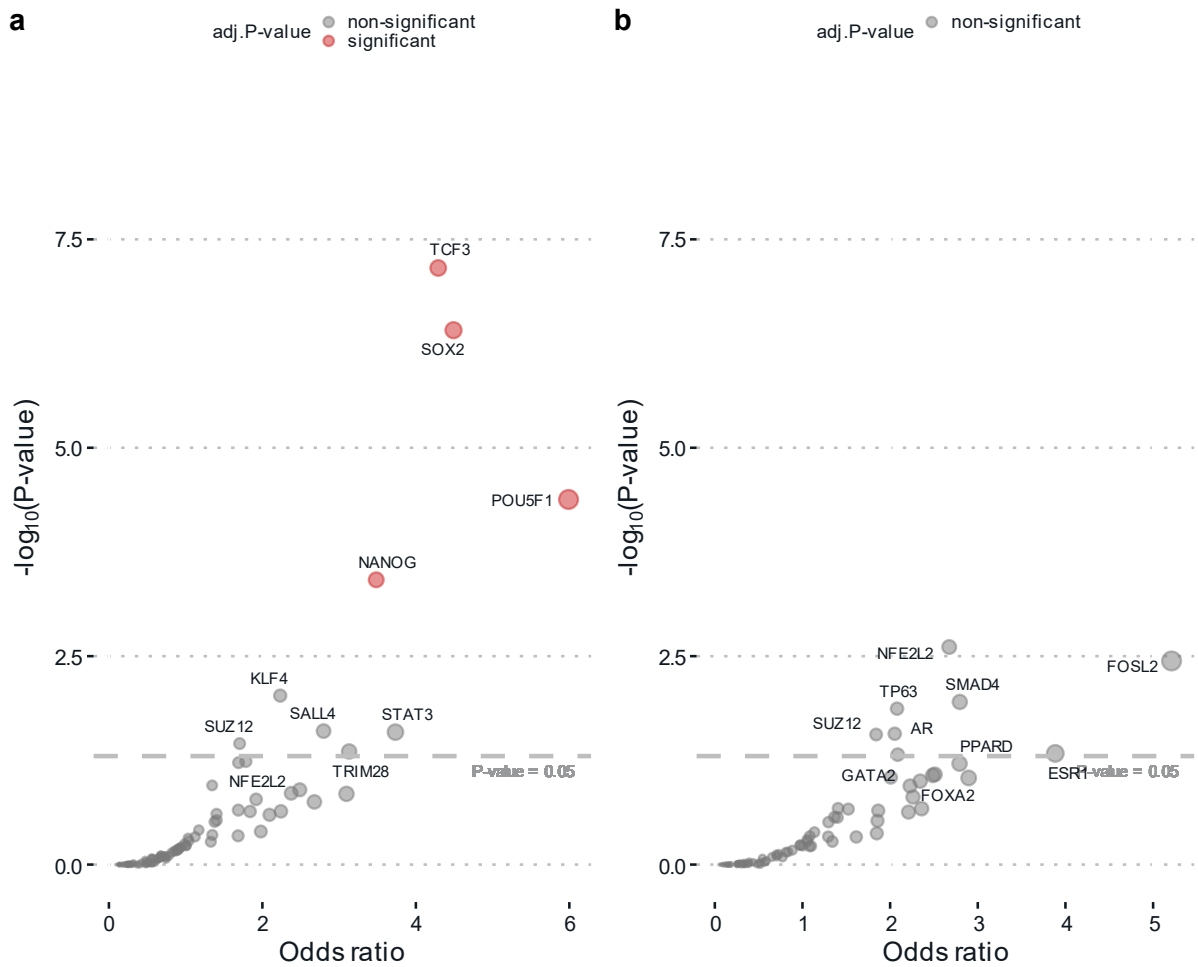 a
adj.P-value
non-significant
significant
7.5
5.0
2.5
0.0
-log10(P-value)
TCF3
SOX2
POU5F1
NANOG
KLF4
SALL4
STAT3
SUZ12
TRIM28
P-value = 0.05
NFE2L2
0 2 4 6
Odds ratio
b
adj.P-value
non-significant
7.5
5.0
2.5
0.0
-log10(P-value)
NFE2L2
FOSL2
SMAD4
TP63
SUZ12
AR
PPARD
ESR1
P-value = 0.05
GATA2
FOXA2
0 1 2 3 4 5
Odds ratio